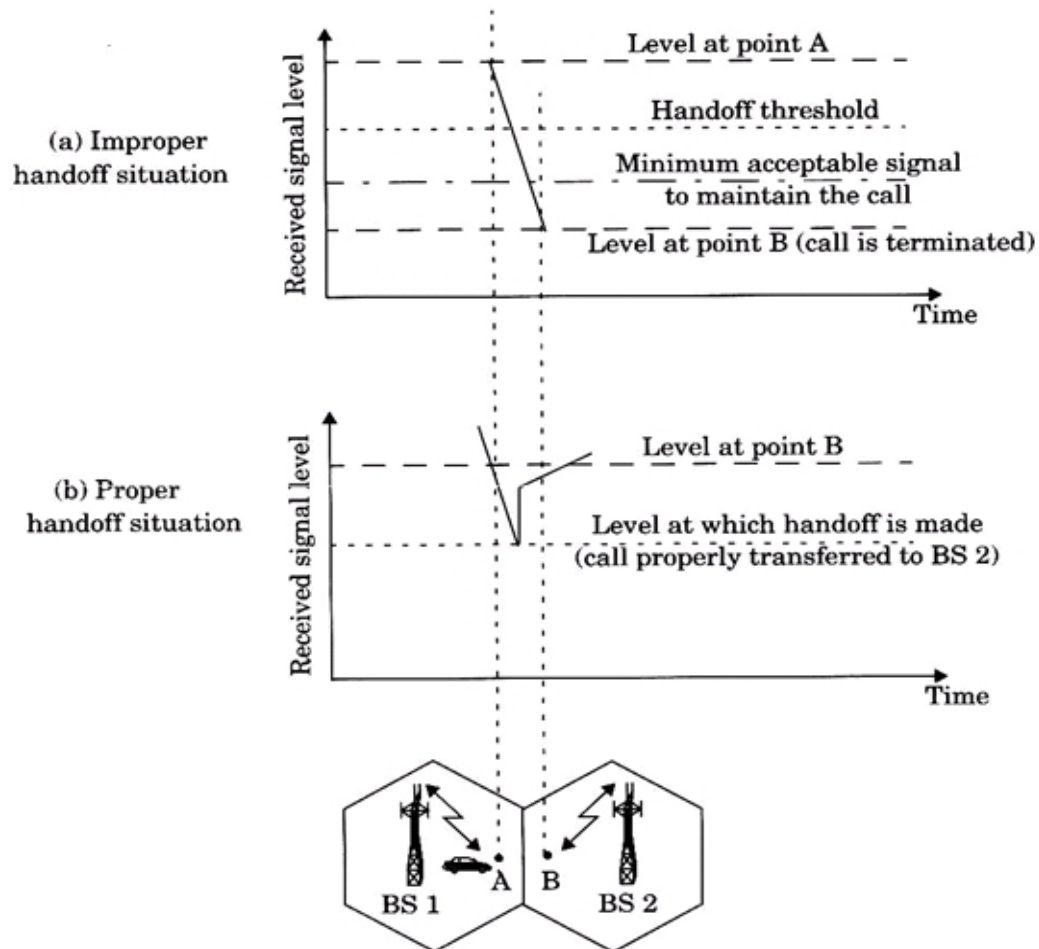 Level at point A
(a) Improper
handoff situation
Received signal level
Handoff threshold
Minimum acceptable signal
to maintain the call
Level at point B (call is terminated)
Time
(b) Proper
handoff situation
Received signal level
Level at point B
Level at which handoff is made
(call properly transferred to BS 2)
Time
A
B
BS 1
BS 2